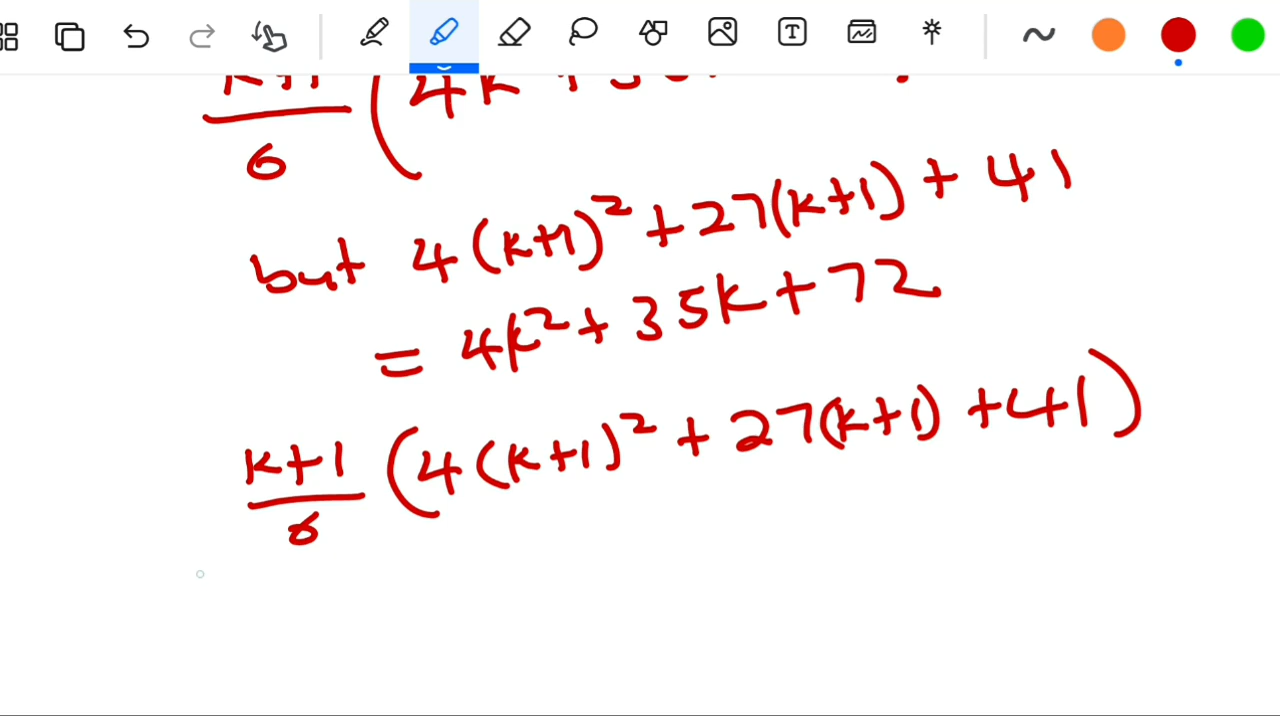 k+1/6 (4k
but 4(k+1)² + 27(k+1) + 41
= 4k² + 35k + 72
k+1/6 (4(k+1)² + 27(k+1) + 41)